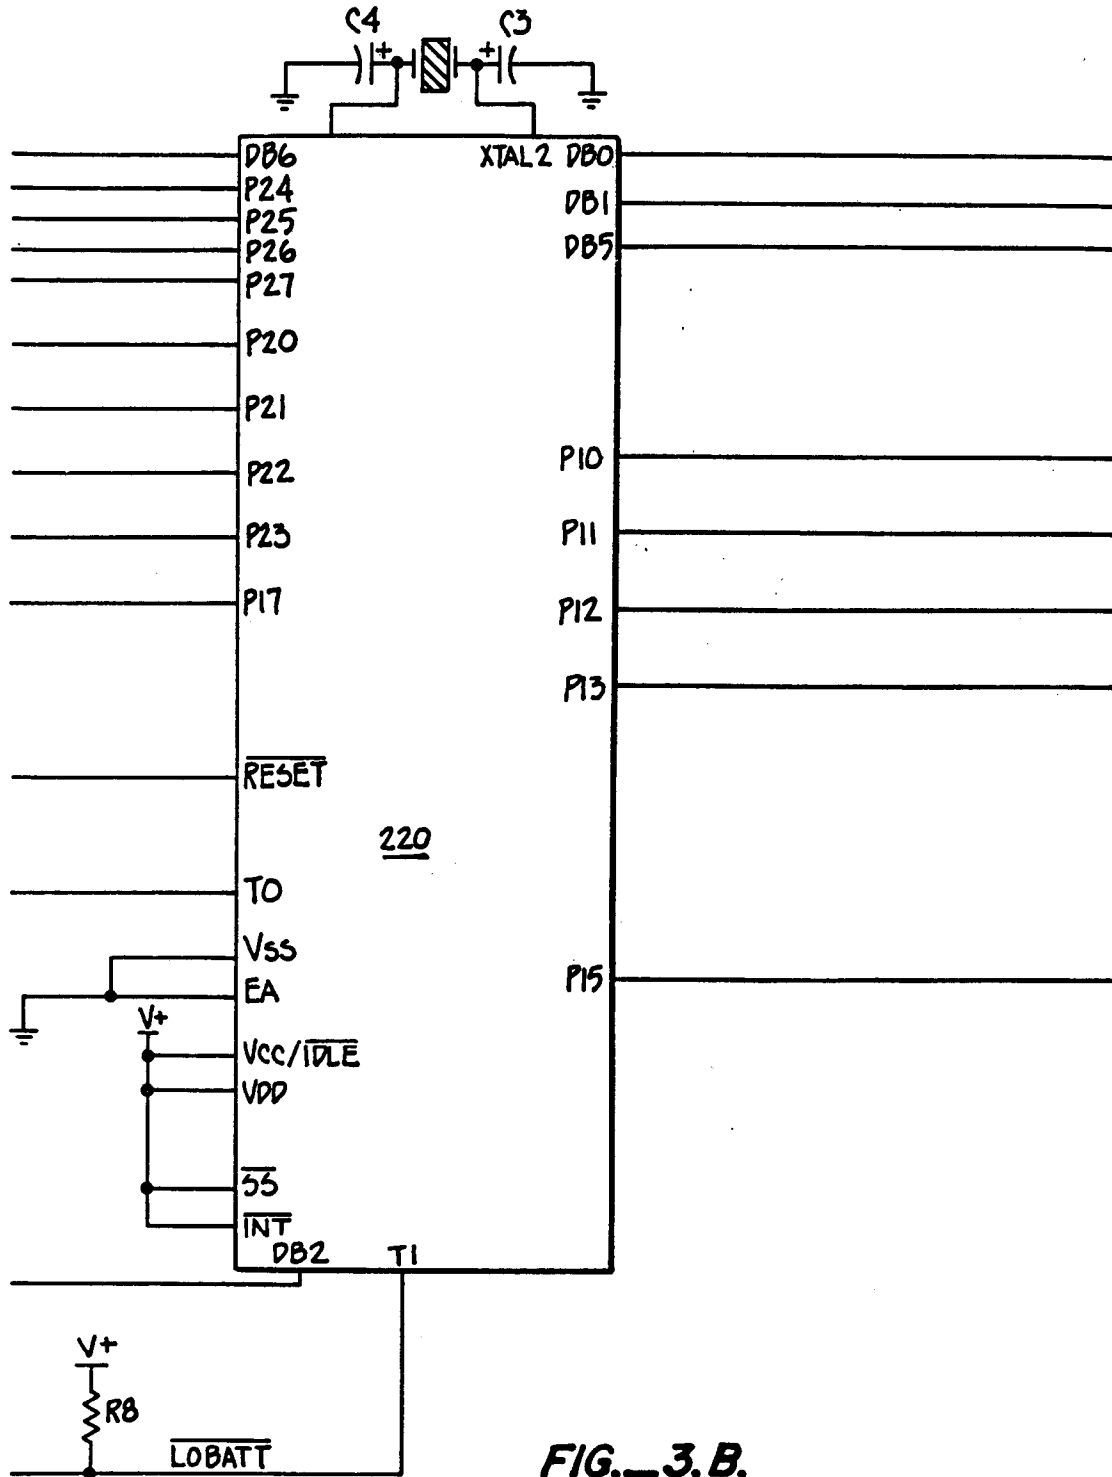 C4 C3
+ +
DB6 XTAL2 DB0
P24
DB1
P25
P26 DB5
P27
P20
P21
P10
P22
P23 P11
P17 P12
P13
RESET
220
T0
VSS
P15
EA
V+
VCC/IDLE
VDD
SS
INT
DB2 T1
V+
R8
LOBATT
FIG._3.B.